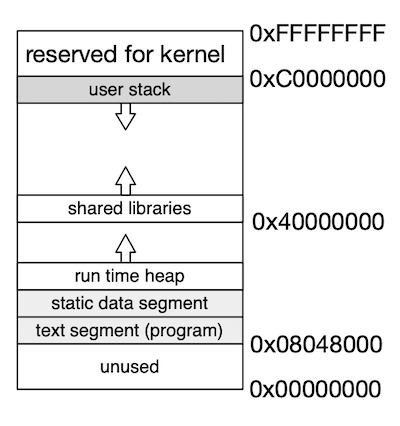 0xFFFFFFFF
reserved for kernel
0xC0000000
user stack
shared libraries
0x40000000
run time heap
static data segment
text segment (program)
0x08048000
unused
0x00000000